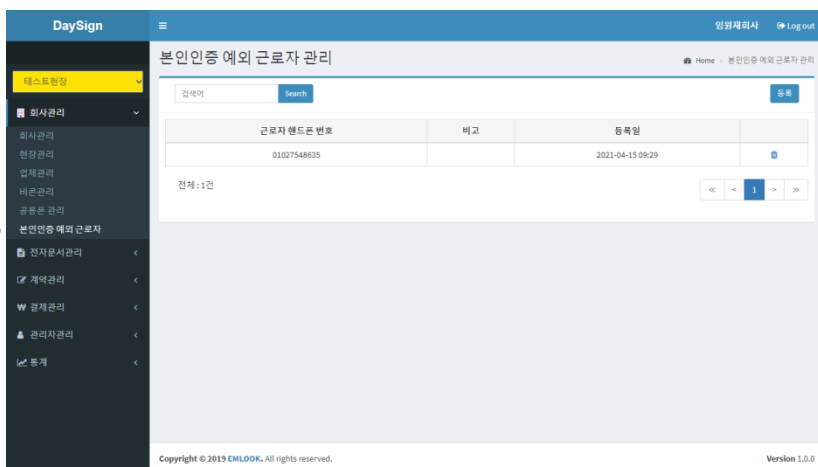 DaySign
임원재회사 Log out
테스트현장
회사관리
회사관리
현장관리
업체관리
비콘관리
공용폰 관리
본인인증 예외 근로자
전자문서관리
계약관리
₩ 결제관리
관리자관리
통계
본인인증 예외 근로자 관리
Home > 본인인증 예외 근로자 관리
검색어 Search 등록
근로자 핸드폰 번호 비고 등록일
01027548635 2021-04-15 09:29
전체 : 1건
≪ < 1 > ≫
Copyright © 2019 EMLOOK. All rights reserved. Version 1.0.0